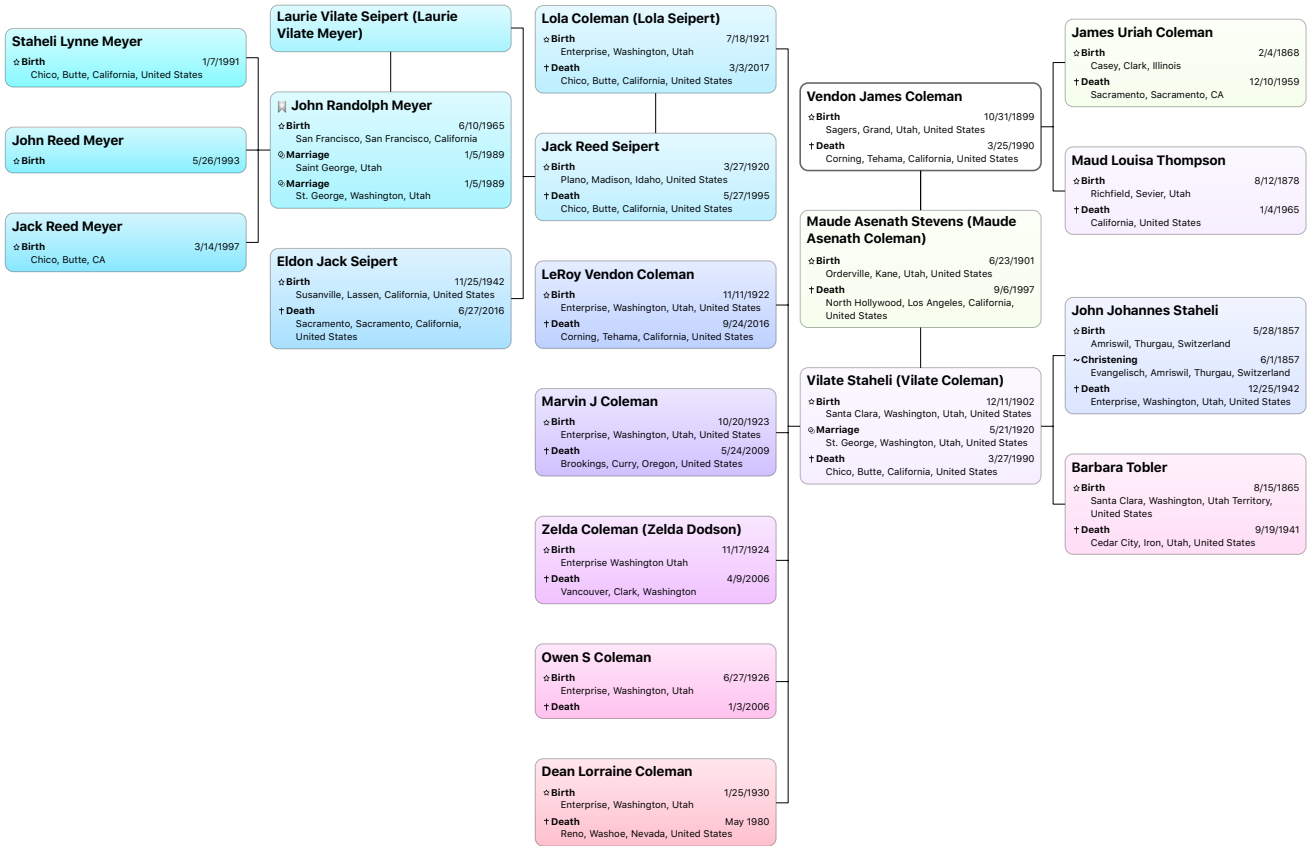 Staheli Lynne Meyer
☆Birth 1/7/1991
Chico, Butte, California, United States
John Reed Meyer
☆Birth 5/26/1993
Jack Reed Meyer
☆Birth 3/14/1997
Chico, Butte, CA
Laurie Vilate Seipert (Laurie
Vilate Meyer)
John Randolph Meyer
☆Birth 6/10/1965
San Francisco, San Francisco, California
⚭Marriage 1/5/1989
Saint George, Utah
⚭Marriage 1/5/1989
St. George, Washington, Utah
Eldon Jack Seipert
☆Birth 11/25/1942
Susanville, Lassen, California, United States
†Death 6/27/2016
Sacramento, Sacramento, California,
United States
Lola Coleman (Lola Seipert)
☆Birth 7/18/1921
Enterprise, Washington, Utah
†Death 3/3/2017
Chico, Butte, California, United States
Jack Reed Seipert
☆Birth 3/27/1920
Plano, Madison, Idaho, United States
†Death 5/27/1995
Chico, Butte, California, United States
LeRoy Vendon Coleman
☆Birth 11/11/1922
Enterprise, Washington, Utah, United States
†Death 9/24/2016
Corning, Tehama, California, United States
Marvin J Coleman
☆Birth 10/20/1923
Enterprise, Washington, Utah, United States
†Death 5/24/2009
Brookings, Curry, Oregon, United States
Zelda Coleman (Zelda Dodson)
☆Birth 11/17/1924
Enterprise Washington Utah
†Death 4/9/2006
Vancouver, Clark, Washington
Owen S Coleman
☆Birth 6/27/1926
Enterprise, Washington, Utah
†Death 1/3/2006
Dean Lorraine Coleman
☆Birth 1/25/1930
Enterprise, Washington, Utah
†Death May 1980
Reno, Washoe, Nevada, United States
Vendon James Coleman
☆Birth 10/31/1899
Sagers, Grand, Utah, United States
†Death 3/25/1990
Corning, Tehama, California, United States
Maude Asenath Stevens (Maude
Asenath Coleman)
☆Birth 6/23/1901
Orderville, Kane, Utah, United States
†Death 9/6/1997
North Hollywood, Los Angeles, California,
United States
Vilate Staheli (Vilate Coleman)
☆Birth 12/11/1902
Santa Clara, Washington, Utah, United States
⚭Marriage 5/21/1920
St. George, Washington, Utah, United States
†Death 3/27/1990
Chico, Butte, California, United States
James Uriah Coleman
☆Birth 2/4/1868
Casey, Clark, Illinois
†Death 12/10/1959
Sacramento, Sacramento, CA
Maud Louisa Thompson
☆Birth 8/12/1878
Richfield, Sevier, Utah
†Death 1/4/1965
California, United States
John Johannes Staheli
☆Birth 5/28/1857
Amriswil, Thurgau, Switzerland
~Christening 6/1/1857
Evangelisch, Amriswil, Thurgau, Switzerland
†Death 12/25/1942
Enterprise, Washington, Utah, United States
Barbara Tobler
☆Birth 8/15/1865
Santa Clara, Washington, Utah Territory,
United States
†Death 9/19/1941
Cedar City, Iron, Utah, United States